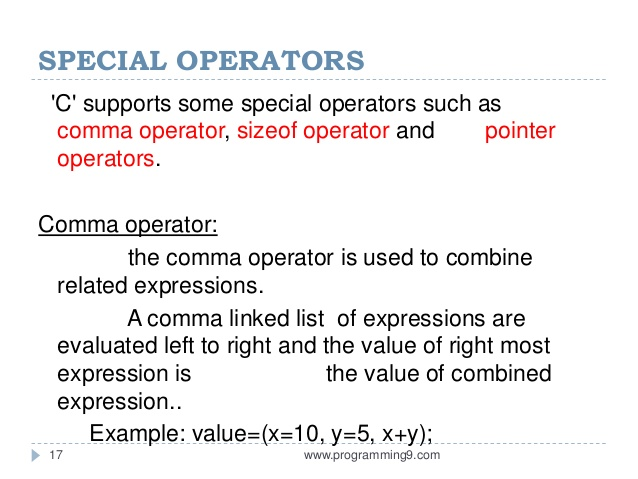 SPECIAL OPERATORS
'C' supports some special operators such as
comma operator, sizeof operator and pointer
operators.
Comma operator:
the comma operator is used to combine
related expressions.
A comma linked list of expressions are
evaluated left to right and the value of right most
expression is the value of combined
expression..
Example: value=(x=10, y=5, x+y);
17 www.programming9.com